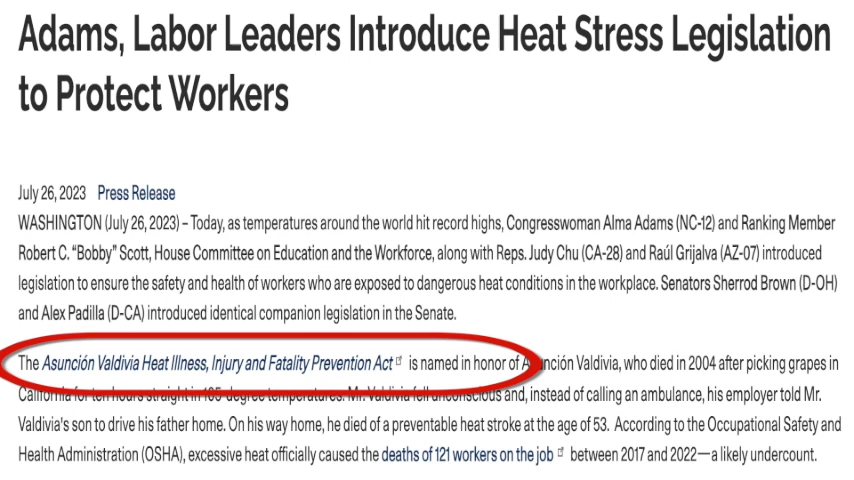 Adams, Labor Leaders Introduce Heat Stress Legislation
to Protect Workers
July 26, 2023 Press Release
WASHINGTON (July 26, 2023) – Today, as temperatures around the world hit record highs, Congresswoman Alma Adams (NC-12) and Ranking Member
Robert C. “Bobby” Scott, House Committee on Education and the Workforce, along with Reps. Judy Chu (CA-28) and Raúl Grijalva (AZ-07) introduced
legislation to ensure the safety and health of workers who are exposed to dangerous heat conditions in the workplace. Senators Sherrod Brown (D-OH)
and Alex Padilla (D-CA) introduced identical companion legislation in the Senate.
The Asunción Valdivia Heat Illness, Injury and Fatality Prevention Act is named in honor of Asunción Valdivia, who died in 2004 after picking grapes in
California for ten hours straight in 105-degree temperatures. Mr. Valdivia fell unconscious and, instead of calling an ambulance, his employer told Mr.
Valdivia's son to drive his father home. On his way home, he died of a preventable heat stroke at the age of 53. According to the Occupational Safety and
Health Administration (OSHA), excessive heat officially caused the deaths of 121 workers on the job between 2017 and 2022—a likely undercount.